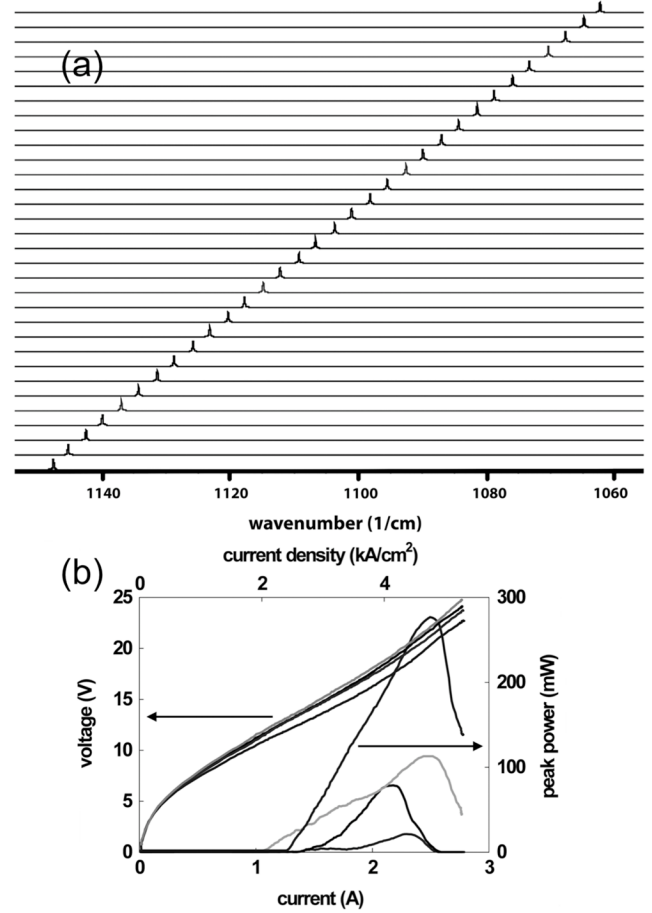 (a)
1140 1120 1100 1080 1060
wavenumber (1/cm)
current density (kA/cm²)
(b)
0 2 4
25 300
20
200
15
voltage (V)
peak power (mW)
10
100
5
0 0
0 1 2 3
current (A)